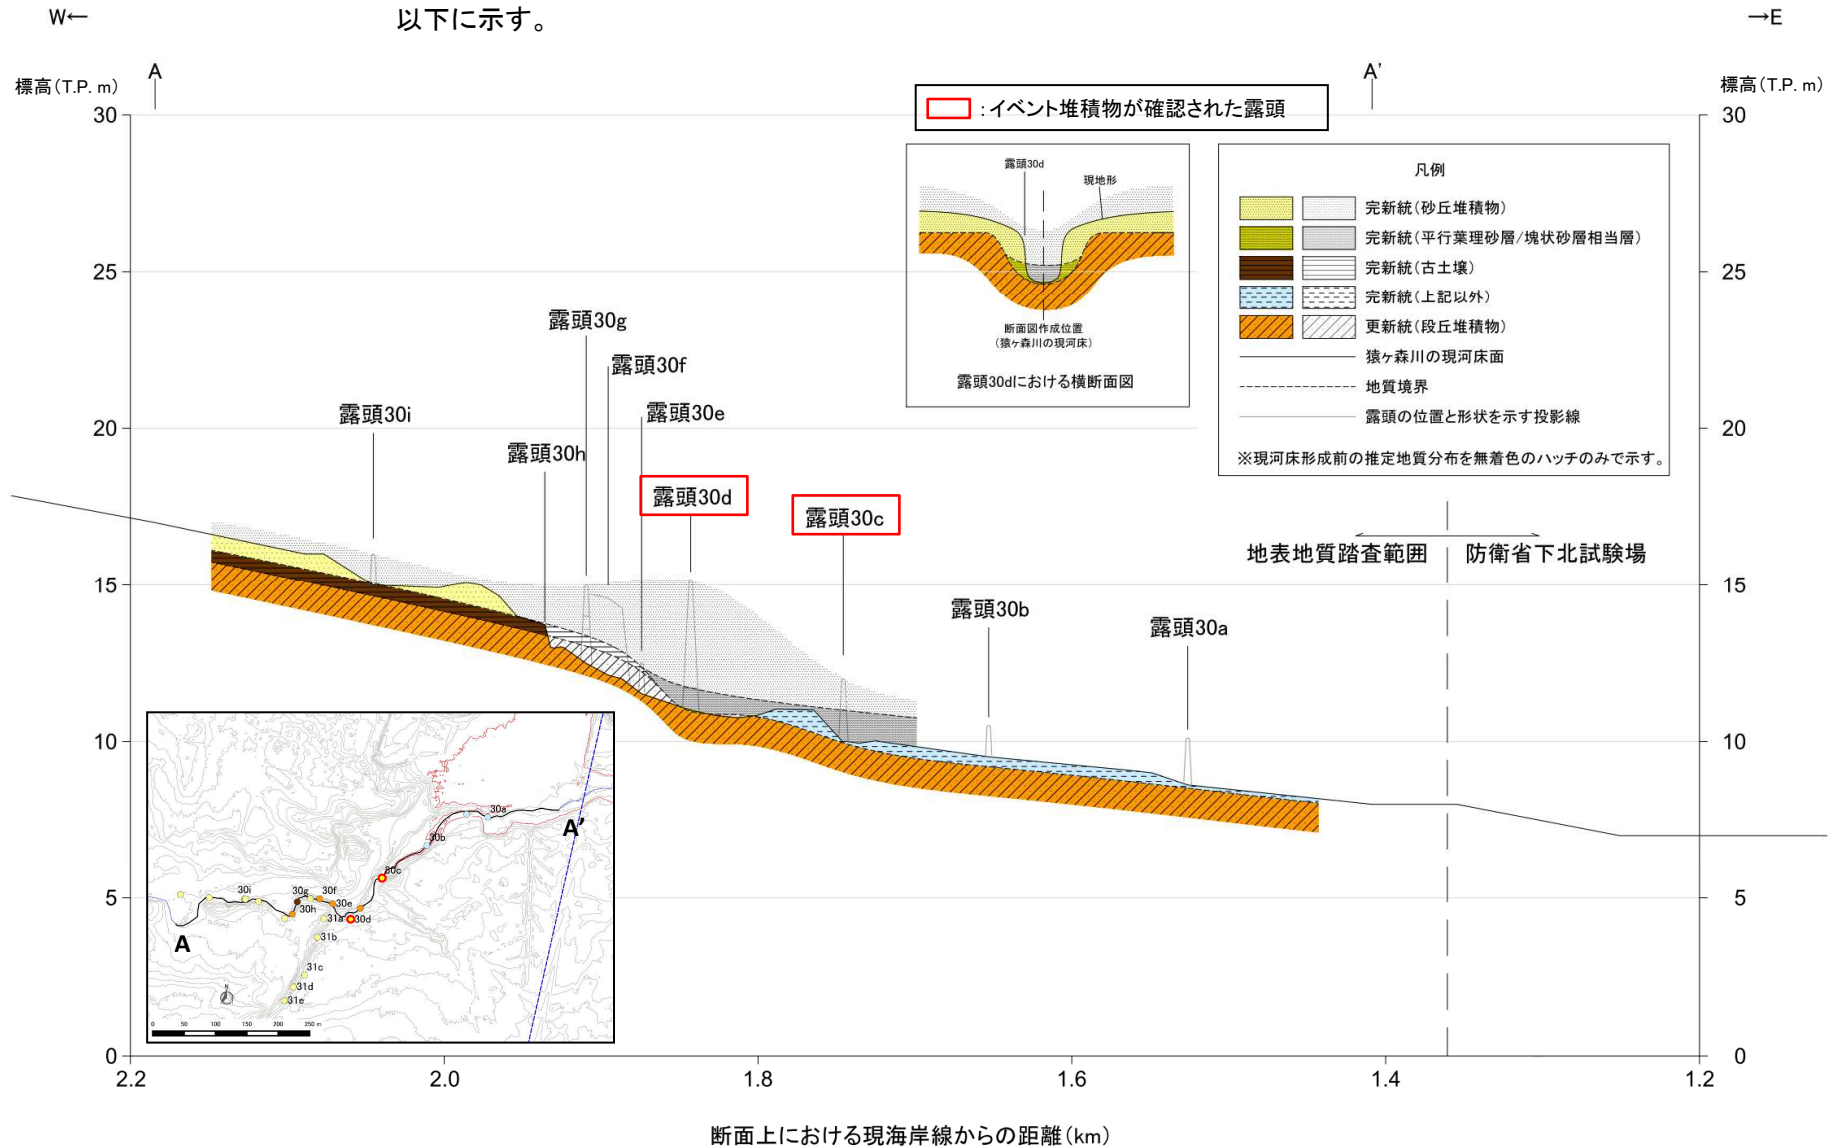 以下に示す。
W←
→E
A
A'
標高(T.P. m)
標高(T.P. m)
：イベント堆積物が確認された露頭
30
25
20
15
10
5
0
30
25
20
15
10
5
0
露頭30d
現地形
断面図作成位置
(猿ヶ森川の現河床)
露頭30dにおける横断面図
凡例
完新統(砂丘堆積物)
完新統(平行葉理砂層/塊状砂層相当層)
完新統(古土壌)
完新統(上記以外)
更新統(段丘堆積物)
猿ヶ森川の現河床面
地質境界
露頭の位置と形状を示す投影線
※現河床形成前の推定地質分布を無着色のハッチのみで示す。
露頭30g
露頭30f
露頭30i
露頭30e
露頭30h
露頭30d
露頭30c
露頭30b
露頭30a
地表地質踏査範囲
防衛省下北試験場
30a
A'
30b
30c
30i
30g
30f
30e
30h
31a
30d
A
31b
31c
31d
31e
N
0 50 100 150 200 250 m
2.2
2.0
1.8
1.6
1.4
1.2
断面上における現海岸線からの距離(km)